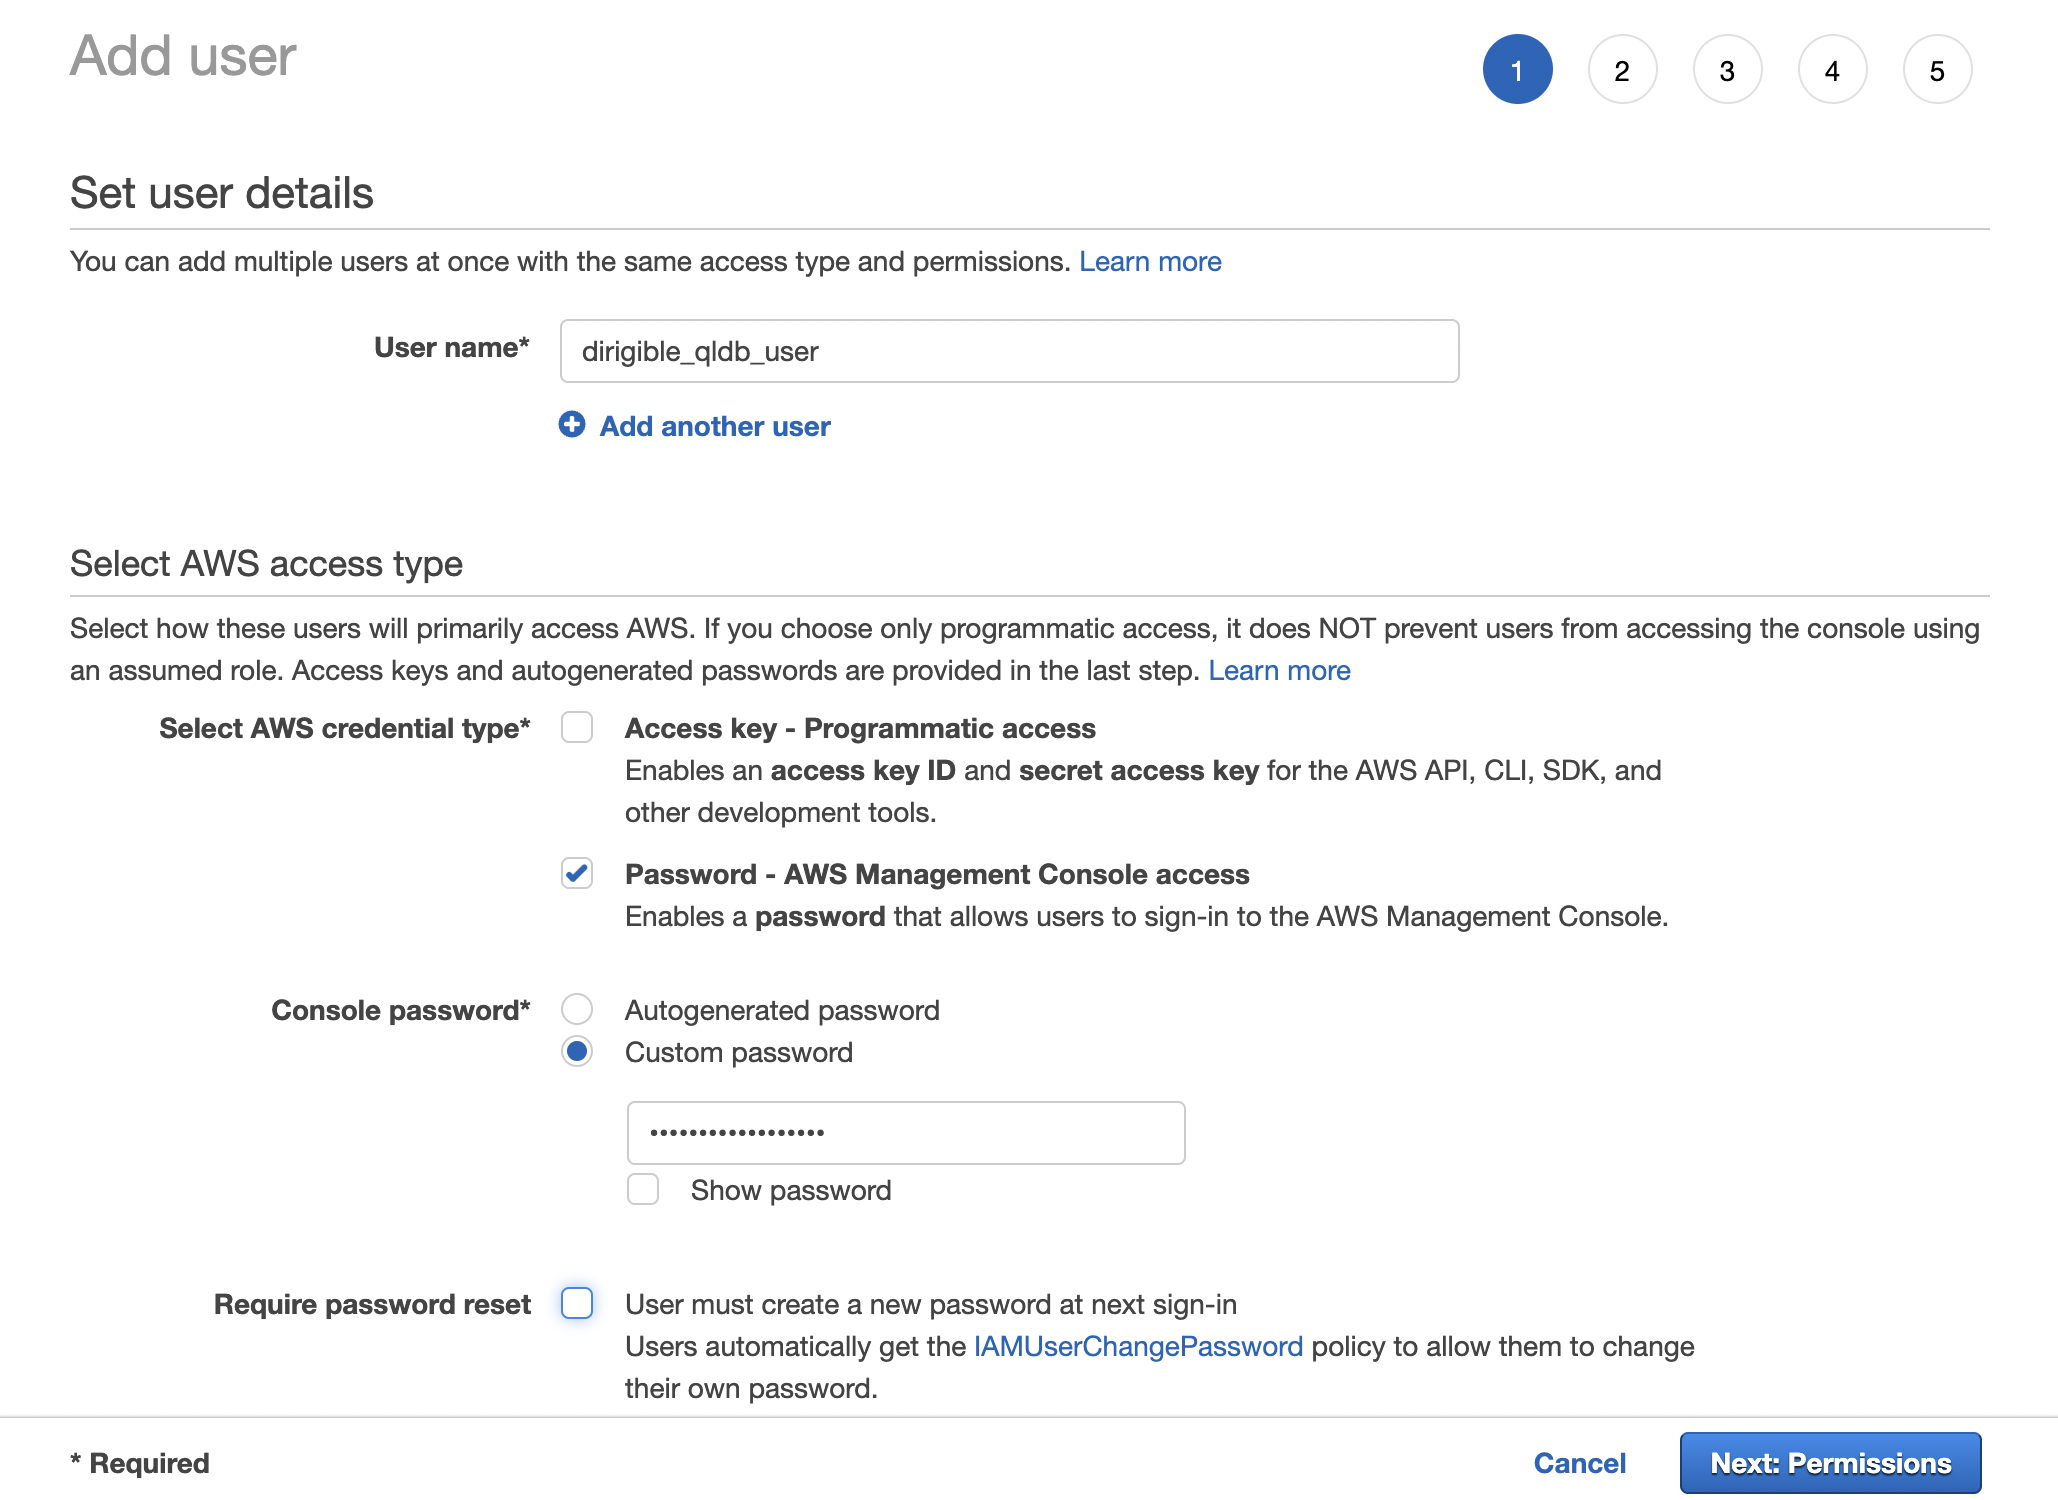 Add user
1 2 3 4 5
Set user details
You can add multiple users at once with the same access type and permissions. Learn more
User name* dirigible_qldb_user
Add another user
Select AWS access type
Select how these users will primarily access AWS. If you choose only programmatic access, it does NOT prevent users from accessing the console using
an assumed role. Access keys and autogenerated passwords are provided in the last step. Learn more
Select AWS credential type* Access key - Programmatic access
Enables an access key ID and secret access key for the AWS API, CLI, SDK, and
other development tools.
Password - AWS Management Console access
Enables a password that allows users to sign-in to the AWS Management Console.
Console password* Autogenerated password
Custom password
••••••••••••••••••
Show password
Require password reset User must create a new password at next sign-in
Users automatically get the IAMUserChangePassword policy to allow them to change
their own password.
* Required Cancel Next: Permissions